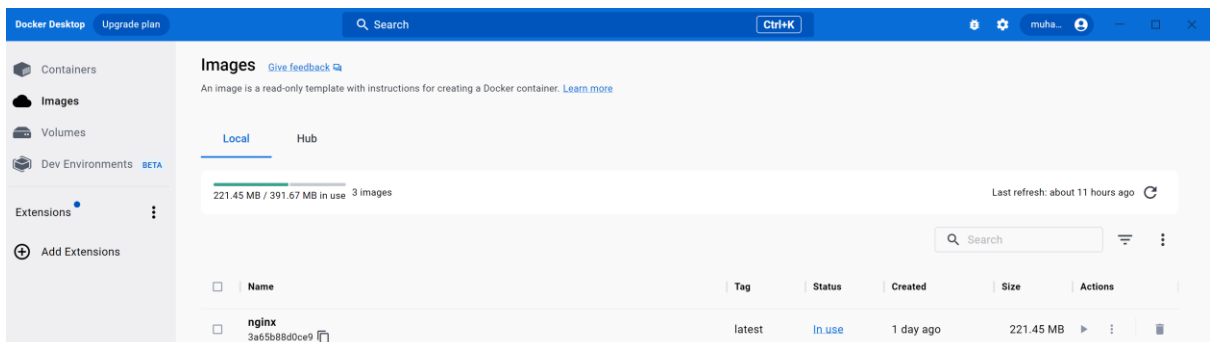 Docker Desktop Upgrade plan Search Ctrl+K muha...
Containers
Images
Volumes
Dev Environments BETA
Extensions
Add Extensions
Images Give feedback
An image is a read-only template with instructions for creating a Docker container. Learn more
Local Hub
221.45 MB / 391.67 MB in use 3 images Last refresh: about 11 hours ago
Search
Name Tag Status Created Size Actions
nginx
3a65b88d0ce9 latest In use 1 day ago 221.45 MB